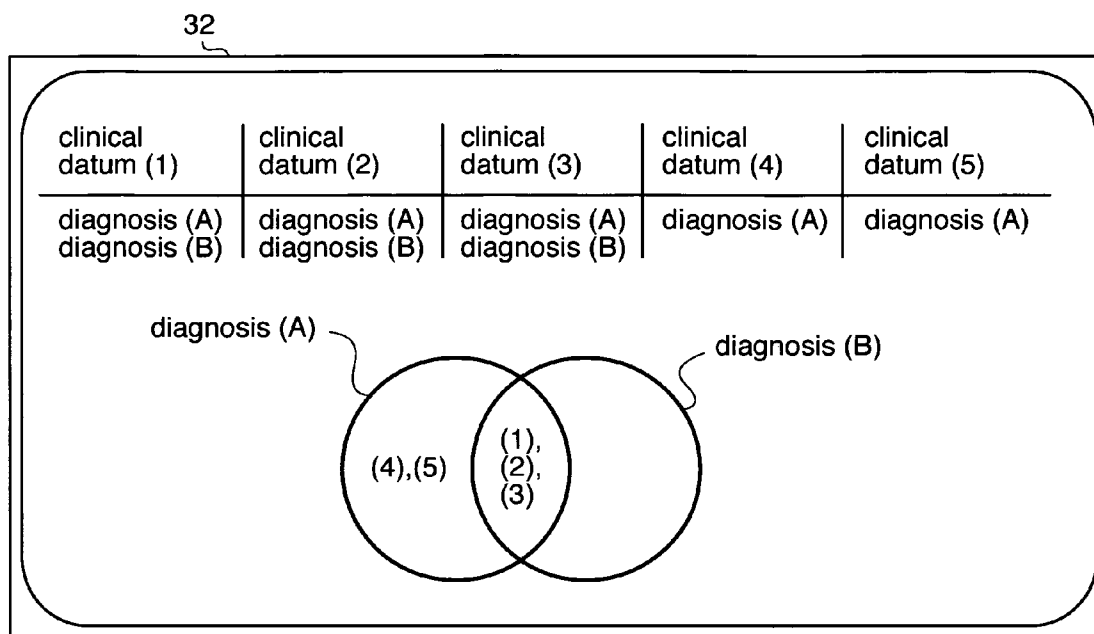 32
clinical datum (1)
clinical datum (2)
clinical datum (3)
clinical datum (4)
clinical datum (5)
diagnosis (A)
diagnosis (B)
diagnosis (A)
diagnosis (B)
diagnosis (A)
diagnosis (B)
diagnosis (A)
diagnosis (A)
diagnosis (A)
diagnosis (B)
(4),(5)
(1),
(2),
(3)